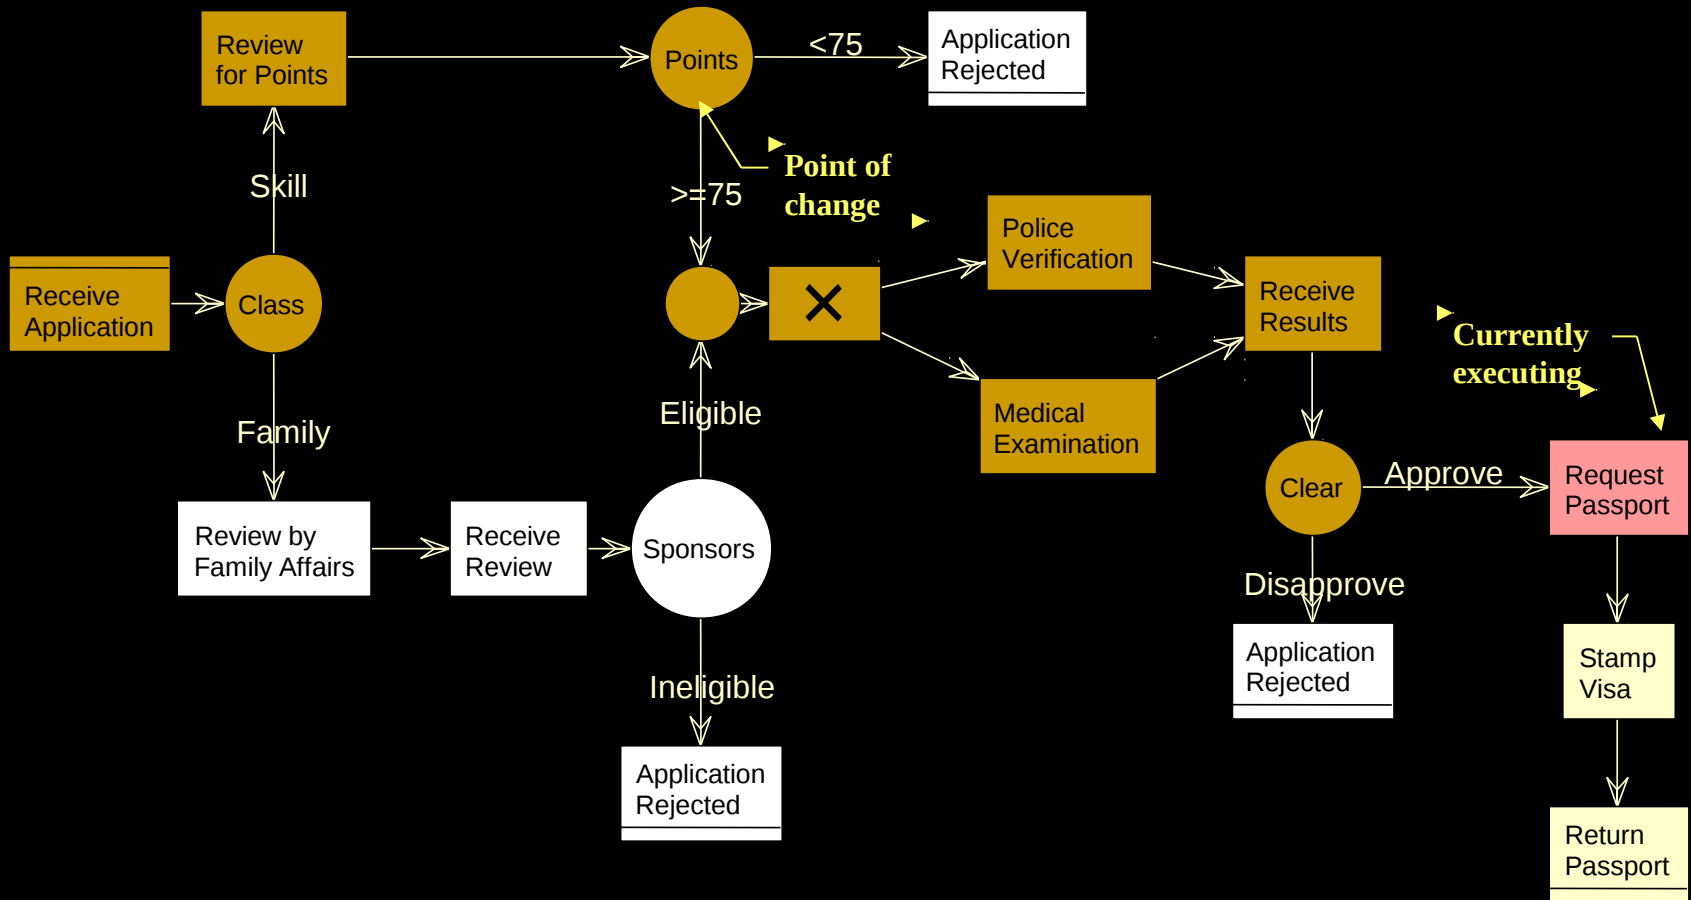 Review
for Points
Points
<75
Application
Rejected
Point of
change
Skill
>=75
Police
Verification
Receive
Application
Class
Receive
Results
Currently
executing
Medical
Examination
Eligible
Family
Clear
Approve
Request
Passport
Review by
Family Affairs
Receive
Review
Sponsors
Disapprove
Application
Rejected
Stamp
Visa
Ineligible
Application
Rejected
Return
Passport